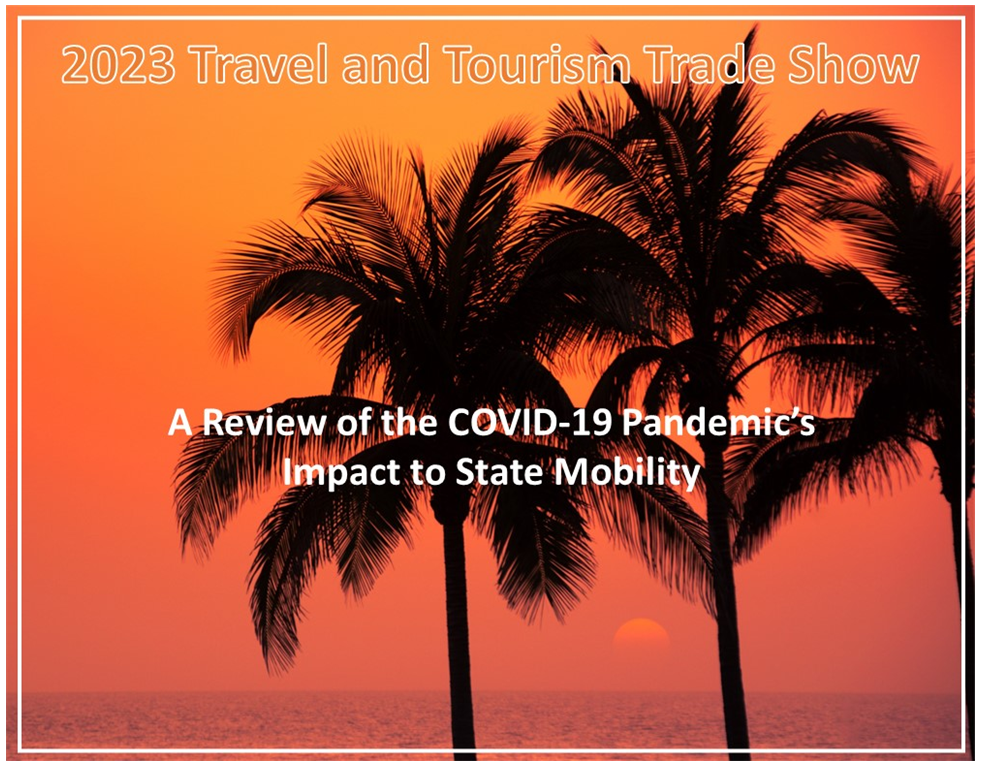 2023 Travel and Tourism Trade Show
A Review of the COVID-19 Pandemic’s
Impact to State Mobility